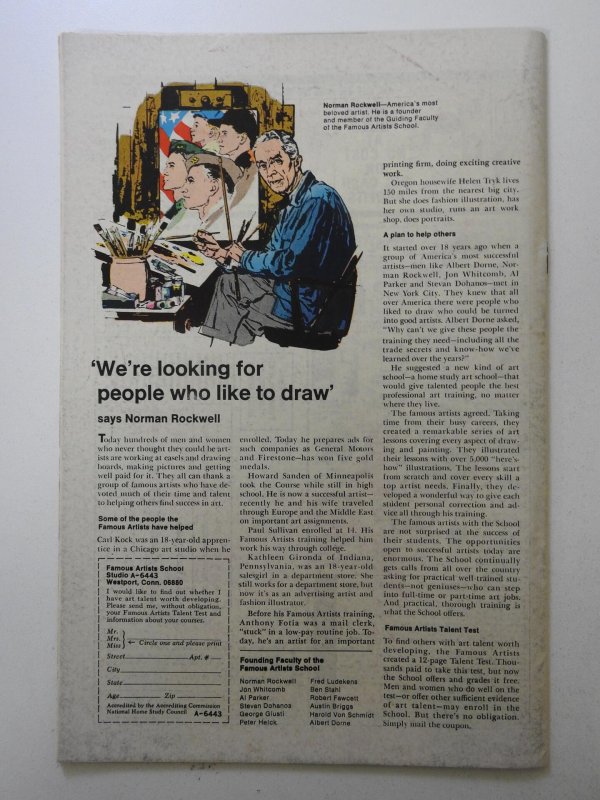 Norman Rockwell—America's most
beloved artist. He is a founder
and member of the Guiding Faculty
of the Famous Artists School.
'We're looking for
people who like to draw'
says Norman Rockwell
Today hundreds of men and women
who never thought they could be art-
ists are working at easels and drawing
boards, making pictures and getting
well paid for it. They all can thank a
group of famous artists who have de-
voted much of their time and talent
to helping others find success in art.
Some of the people the
Famous Artists have helped
Carl Kock was an 18-year-old appren-
tice in a Chicago art studio when he
Famous Artists School
Studio A-6443
Westport, Conn. 06880
I would like to find out whether I
have art talent worth developing.
Please send me, without obligation,
your Famous Artists Talent Test and
information about your courses.
Mr.
Mrs.
Miss
← Circle one and please print
Street Apt. #
City
State
Age Zip
Accredited by the Accrediting Commission
National Home Study Council A-6443
enrolled. Today he prepares ads for
such companies as General Motors
and Firestone—has won five gold
medals.
Howard Sanden of Minneapolis
took the Course while still in high
school. He is now a successful artist—
recently he and his wife traveled
through Europe and the Middle East
on important art assignments.
Paul Sullivan enrolled at 14. His
Famous Artists training helped him
work his way through college.
Kathleen Gironda of Indiana,
Pennsylvania, was an 18-year-old
salesgirl in a department store. She
still works for a department store, but
now it's as an advertising artist and
fashion illustrator.
Before his Famous Artists training,
Anthony Fotia was a mail clerk,
"stuck" in a low-pay routine job. To-
day, he's an artist for an important
Founding Faculty of the
Famous Artists School
Norman Rockwell
Jon Whitcomb
Al Parker
Stevan Dohanos
George Giusti
Peter Helck
Fred Ludekens
Ben Stahl
Robert Fawcett
Austin Briggs
Harold Von Schmidt
Albert Dorne
printing firm, doing exciting creative
work.
Oregon housewife Helen Tryk lives
150 miles from the nearest big city.
But she does fashion illustration, has
her own studio, runs an art work
shop, does portraits.
A plan to help others
It started over 18 years ago when a
group of America's most successful
artists—men like Albert Dorne, Nor-
man Rockwell, Jon Whitcomb, Al
Parker and Stevan Dohanos—met in
New York City. They knew that all
over America there were people who
liked to draw who could be turned
into good artists. Albert Dorne asked,
"Why can't we give these people the
training they need—including all the
trade secrets and know-how we've
learned over the years?"
He suggested a new kind of art
school—a home study art school—that
would give talented people the best
professional art training, no matter
where they live.
The famous artists agreed. Taking
time from their busy careers, they
created a remarkable series of art
lessons covering every aspect of draw-
ing and painting. They illustrated
their lessons with over 5,000 "here's-
how" illustrations. The lessons start
from scratch and cover every skill a
top artist needs. Finally, they de-
veloped a wonderful way to give each
student personal correction and ad-
vice all through his training.
The famous artists with the School
are not surprised at the success of
their students. The opportunities
open to successful artists today are
enormous. The School continually
gets calls from all over the country
asking for practical well-trained stu-
dents—not geniuses—who can step
into full-time or part-time art jobs.
And practical, thorough training is
what the School offers.
Famous Artists Talent Test
To find others with art talent worth
developing, the Famous Artists
created a 12-page Talent Test. Thou-
sands paid to take this test, but now
the School offers and grades it free.
Men and women who do well on the
test—or offer other sufficient evidence
of art talent—may enroll in the
School. But there's no obligation.
Simply mail the coupon.